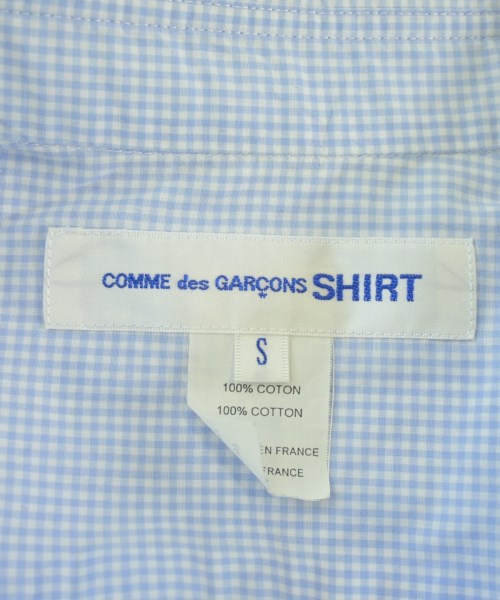 COMME des GARÇONS SHIRT
S
100% COTON
100% COTTON
EN FRANCE
FRANCE